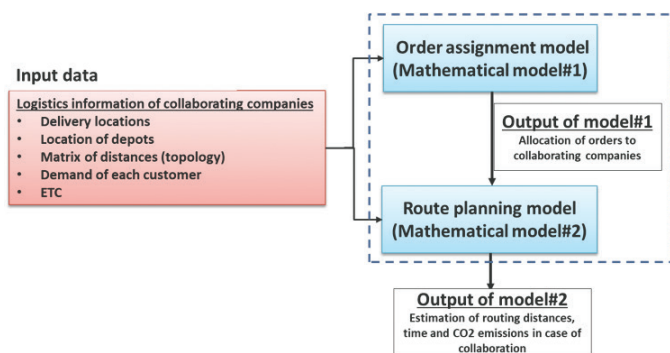 Input data
Logistics information of collaborating companies
• Delivery locations
• Location of depots
• Matrix of distances (topology)
• Demand of each customer
• ETC
Order assignment model
(Mathematical model#1)
Output of model#1
Allocation of orders to
collaborating companies
Route planning model
(Mathematical model#2)
Output of model#2
Estimation of routing distances,
time and CO2 emissions in case of
collaboration